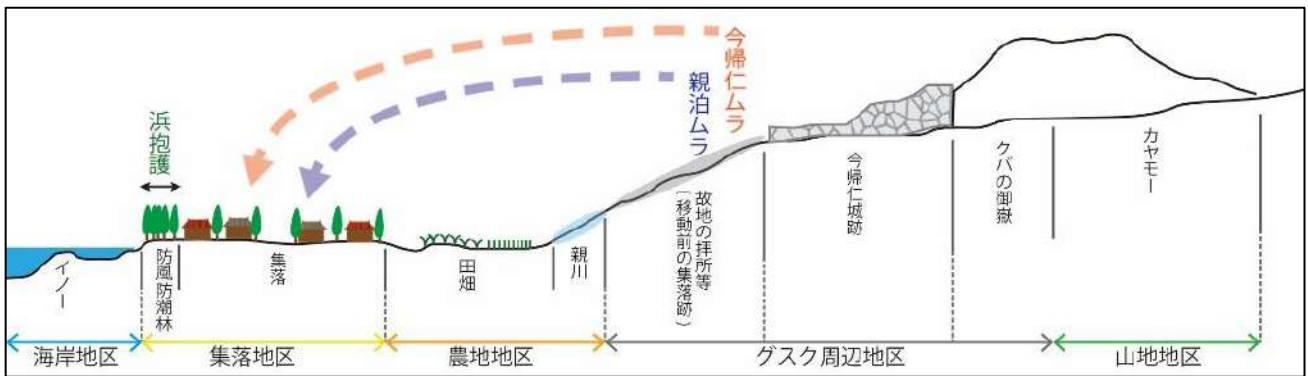 今帰仁ムラ
親泊ムラ
浜抱護
イノー
防風防潮林
集落
田畑
親川
故地の拝所等
(移動前の集落跡)
今帰仁城跡
クバの御嶽
カヤモー
海岸地区
集落地区
農地地区
グスク周辺地区
山地地区